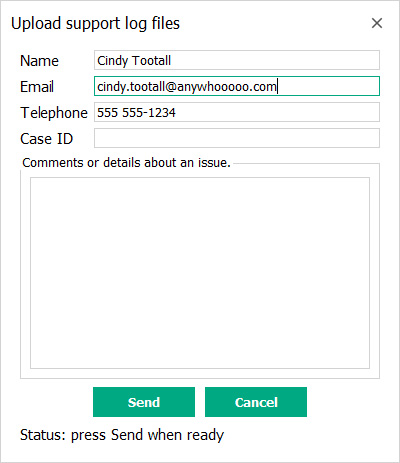 Upload support log files
Name Cindy Tootall
Email cindy.tootall@anywhooooo.com
Telephone 555 555-1234
Case ID
Comments or details about an issue.
Send Cancel
Status: press Send when ready